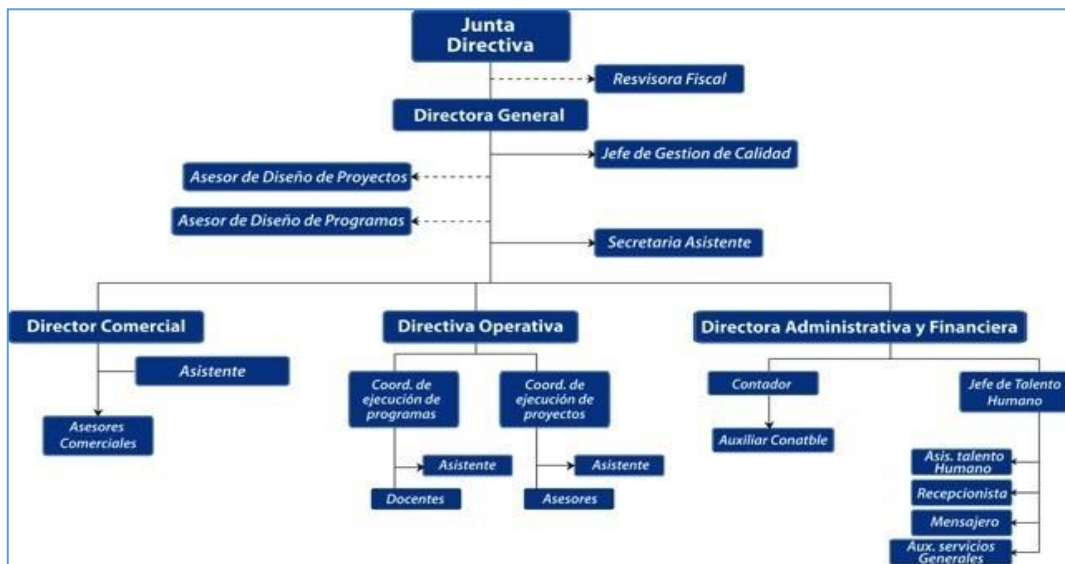 Junta
Directiva
Resvisora Fiscal
Directora General
Jefe de Gestion de Calidad
Asesor de Diseño de Proyectos
Asesor de Diseño de Programas
Secretaria Asistente
Director Comercial
Directiva Operativa
Directora Administrativa y Financiera
Asistente
Asesores
Comerciales
Coord. de
ejecución de
programas
Coord. de
ejecución de
proyectos
Asistente
Asistente
Docentes
Asesores
Contador
Jefe de Talento
Humano
Auxiliar Conatble
Asis. talento
Humano
Recepcionista
Mensajero
Aux. servicios
Generales